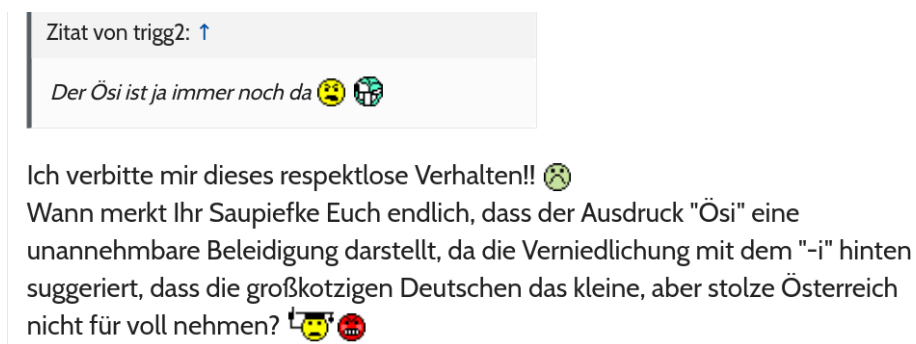 Zitat von trigg2: ↑
Der Ösi ist ja immer noch da
Ich verbitte mir dieses respektlose Verhalten!!
Wann merkt Ihr Saupiefke Euch endlich, dass der Ausdruck "Ösi" eine
unannehmbare Beleidigung darstellt, da die Verniedlichung mit dem "-i" hinten
suggeriert, dass die großkotzigen Deutschen das kleine, aber stolze Österreich
nicht für voll nehmen?